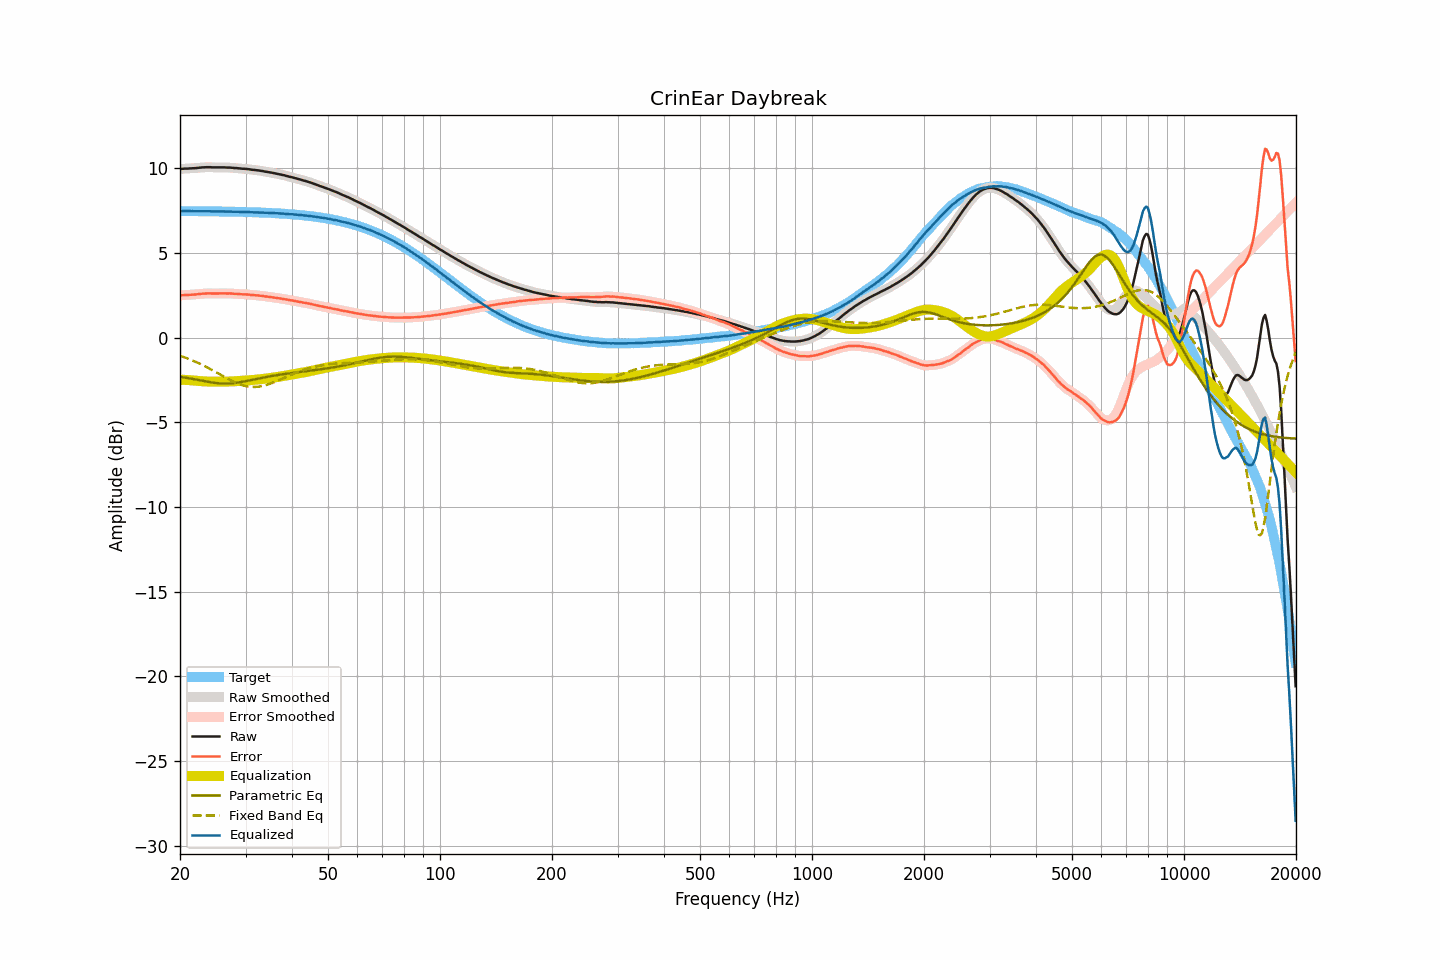 CrinEar Daybreak
Amplitude (dBr)
10
5
0
−5
−10
−15
−20
−25
−30
Target
Raw Smoothed
Error Smoothed
Raw
Error
Equalization
Parametric Eq
Fixed Band Eq
Equalized
20 50 100 200 500 1000 2000 5000 10000 20000
Frequency (Hz)